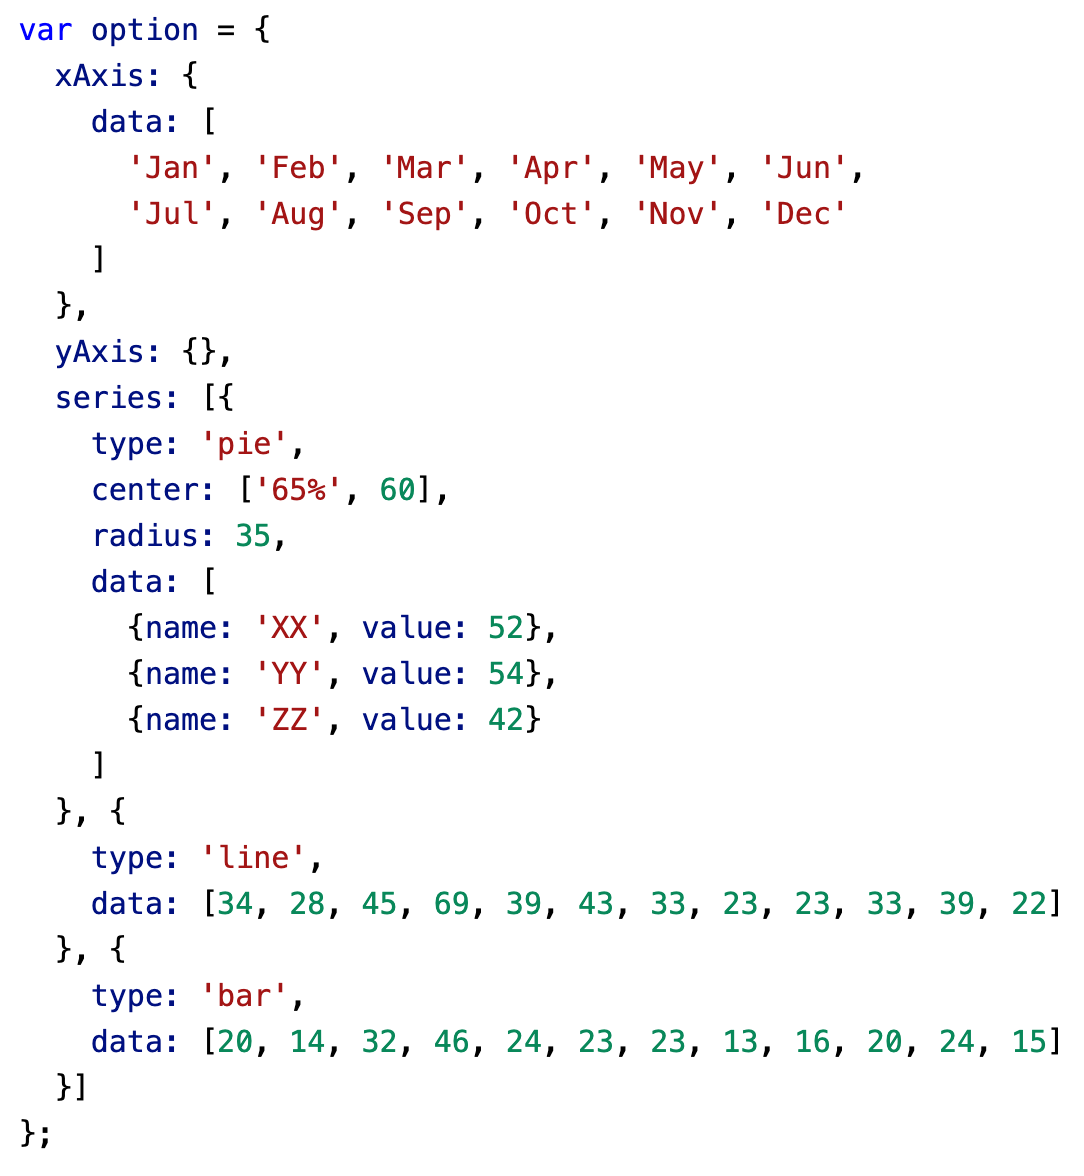 var option = {
  xAxis: {
    data: [
      'Jan', 'Feb', 'Mar', 'Apr', 'May', 'Jun',
      'Jul', 'Aug', 'Sep', 'Oct', 'Nov', 'Dec'
    ]
  },
  yAxis: {},
  series: [{
    type: 'pie',
    center: ['65%', 60],
    radius: 35,
    data: [
      {name: 'XX', value: 52},
      {name: 'YY', value: 54},
      {name: 'ZZ', value: 42}
    ]
  }, {
    type: 'line',
    data: [34, 28, 45, 69, 39, 43, 33, 23, 23, 33, 39, 22]
  }, {
    type: 'bar',
    data: [20, 14, 32, 46, 24, 23, 23, 13, 16, 20, 24, 15]
  }]
};